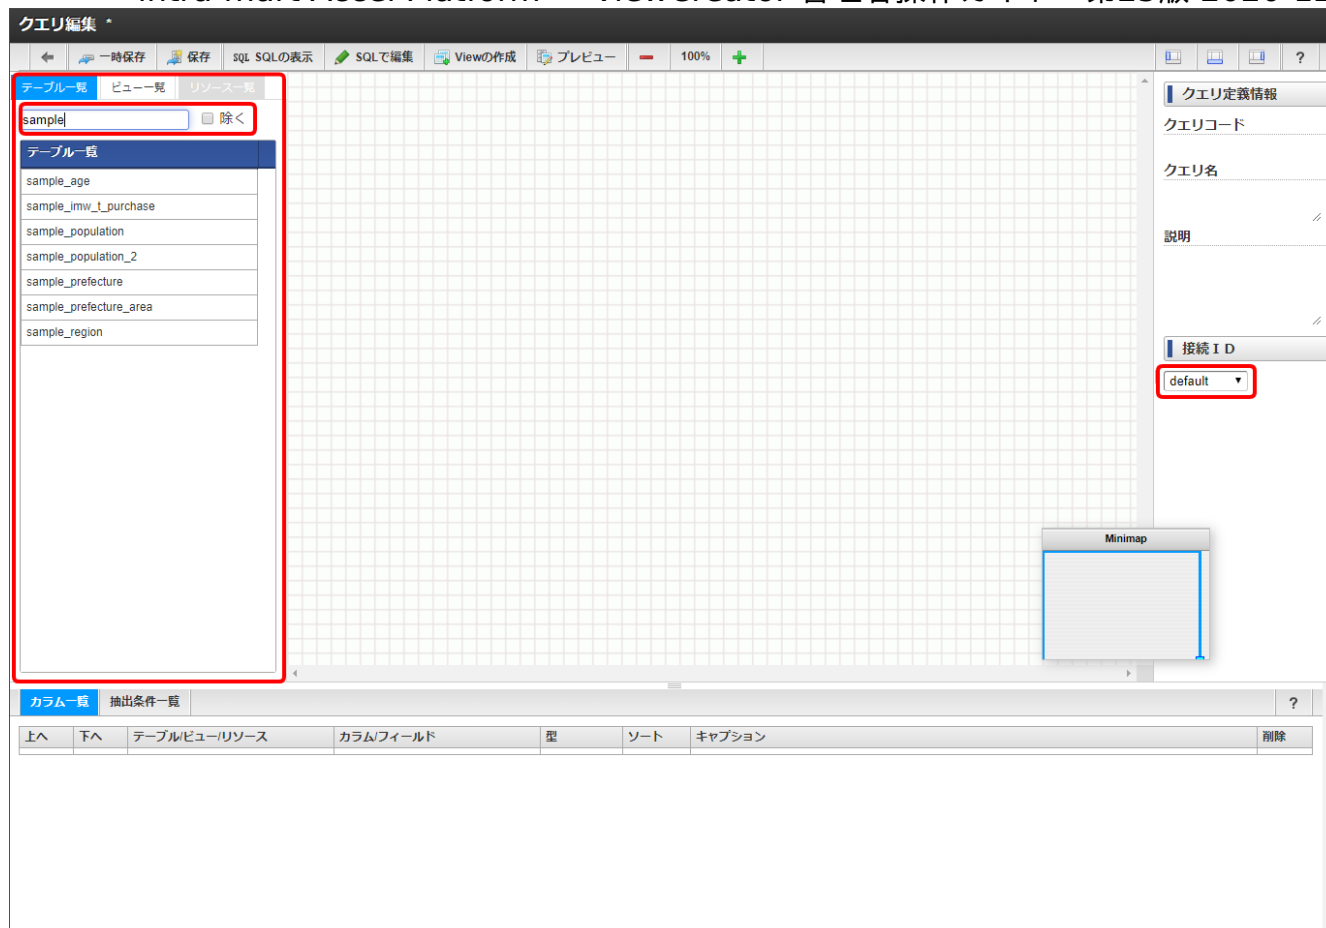 クエリ編集 *
一時保存 保存 SQL SQLの表示 SQLで編集 Viewの作成 プレビュー 100% ?
テーブル一覧 ビュー一覧 リソース一覧
sample 除く
テーブル一覧
sample_age
sample_imw_t_purchase
sample_population
sample_population_2
sample_prefecture
sample_prefecture_area
sample_region
クエリ定義情報
クエリコード
クエリ名
説明
接続ID
default
Minimap
カラム一覧 抽出条件一覧 ?
上へ 下へ テーブル/ビュー/リソース カラム/フィールド 型 ソート キャプション 削除